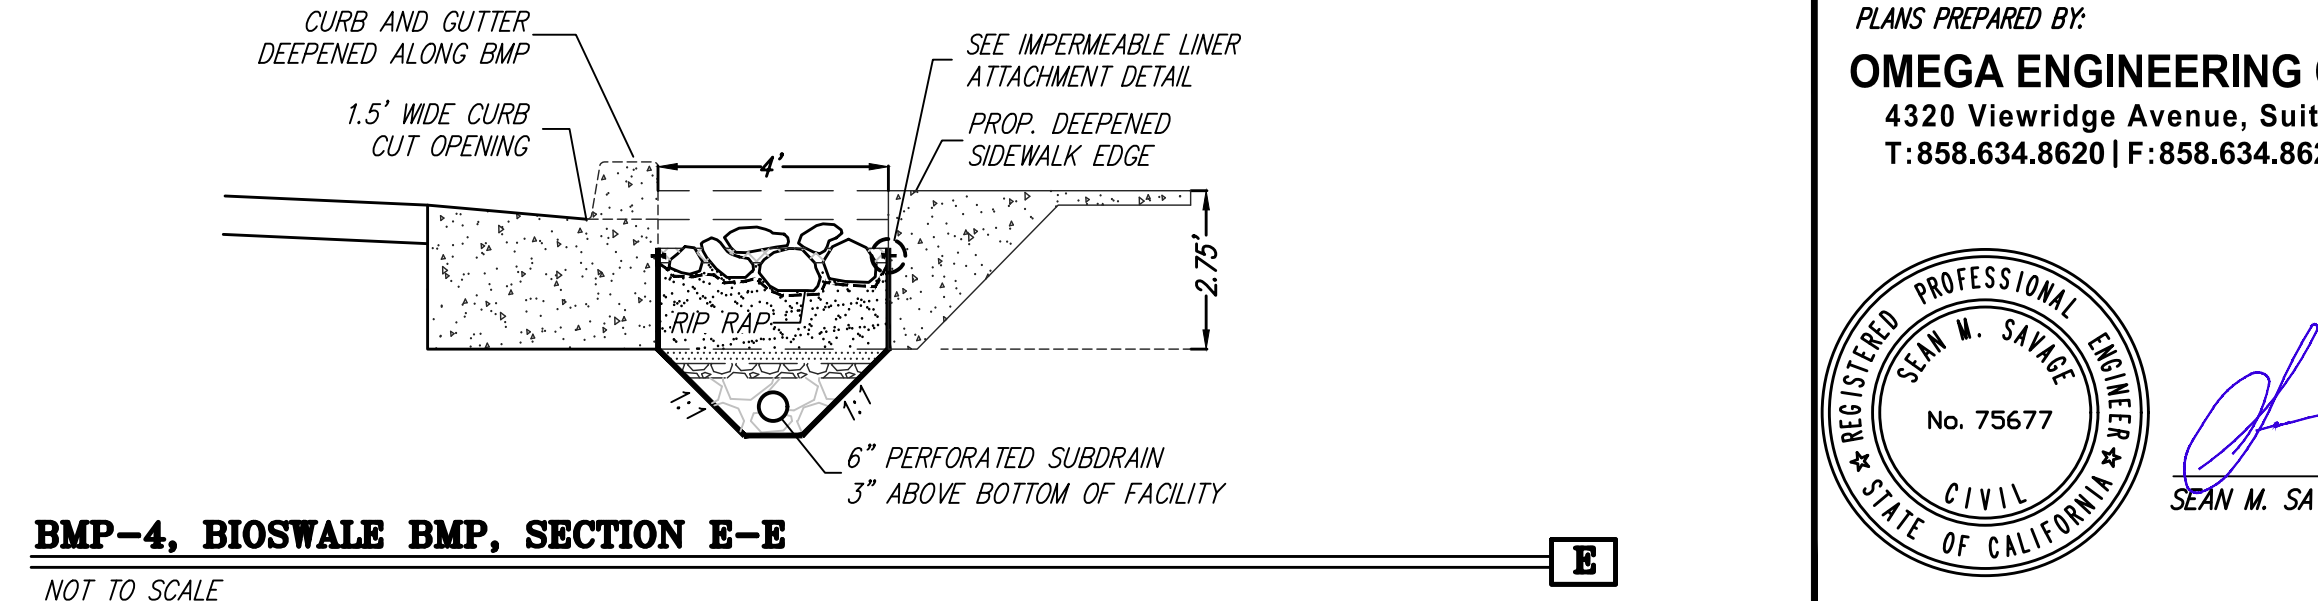 CURB AND GUTTER
DEEPENED ALONG BMP
1.5' WIDE CURB
CUT OPENING
SEE IMPERMEABLE LINER
ATTACHMENT DETAIL
PROP. DEEPENED
SIDEWALK EDGE
4'
2.75'
RIP RAP
1:1
1:1
6" PERFORATED SUBDRAIN
3" ABOVE BOTTOM OF FACILITY
BMP-4, BIOSWALE BMP, SECTION E-E
E
NOT TO SCALE
PLANS PREPARED BY:
OMEGA ENGINEERING
4320 Viewridge Avenue, Suit
T:858.634.8620 | F:858.634.862
REGISTERED PROFESSIONAL ENGINEER
SEAN M. SAVAGE
No. 75677
CIVIL
STATE OF CALIFORNIA
SEAN M. SA